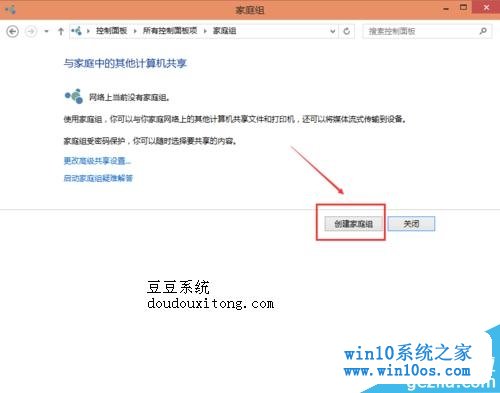 家庭组
控制面板 所有控制面板项 家庭组
搜索控制面板
与家庭中的其他计算机共享
网络上当前没有家庭组。
使用家庭组,你可以与你家庭网络上的其他计算机共享文件和打印机,还可以将媒体流式传输到设备。
家庭组受密码保护,你可以随时选择要共享的内容。
更改高级共享设置...
启动家庭组疑难解答
创建家庭组 关闭
豆豆系统
doudouxitong.com
win10系统之家
www.win10os.com